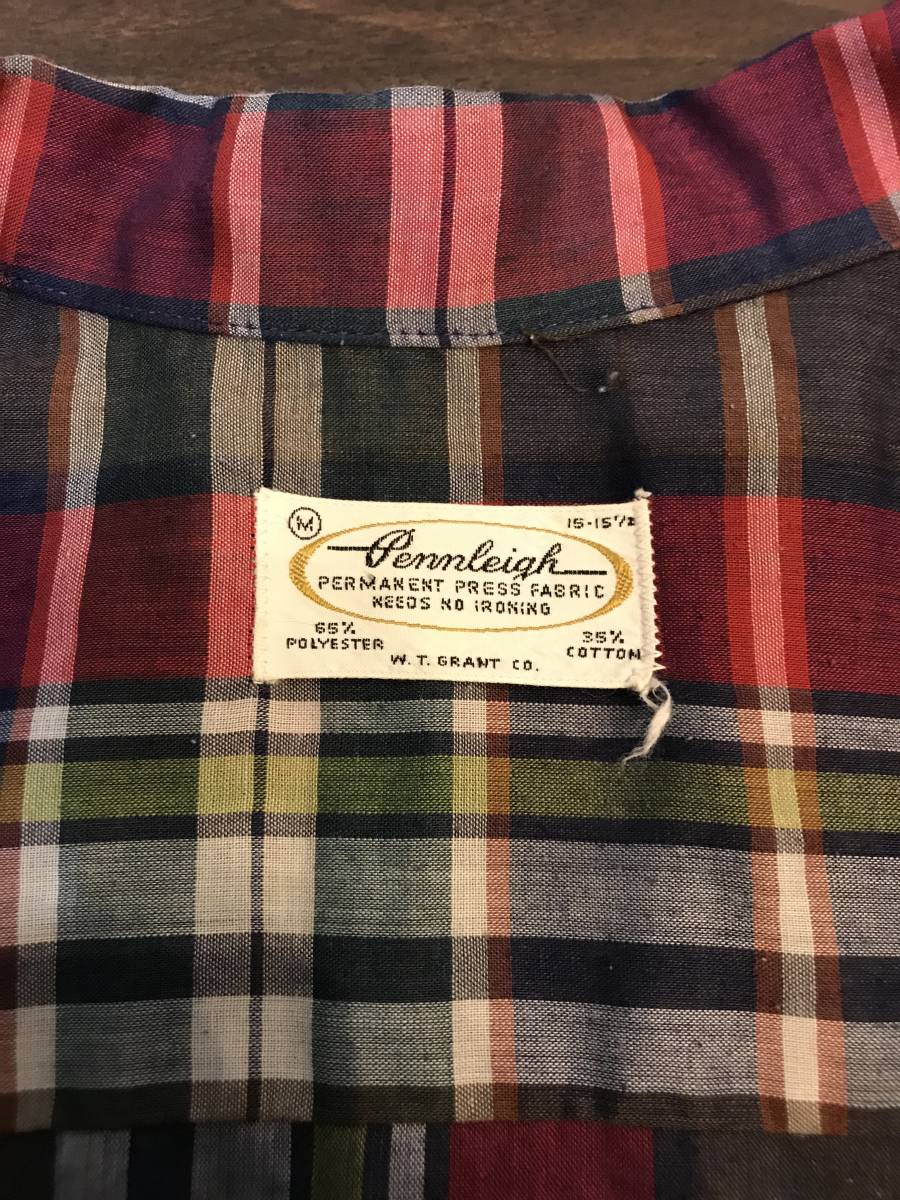 M 15-15½
Pennleigh
PERMANENT PRESS FABRIC
NEEDS NO IRONING
65% 35%
POLYESTER COTTON
W. T. GRANT CO.